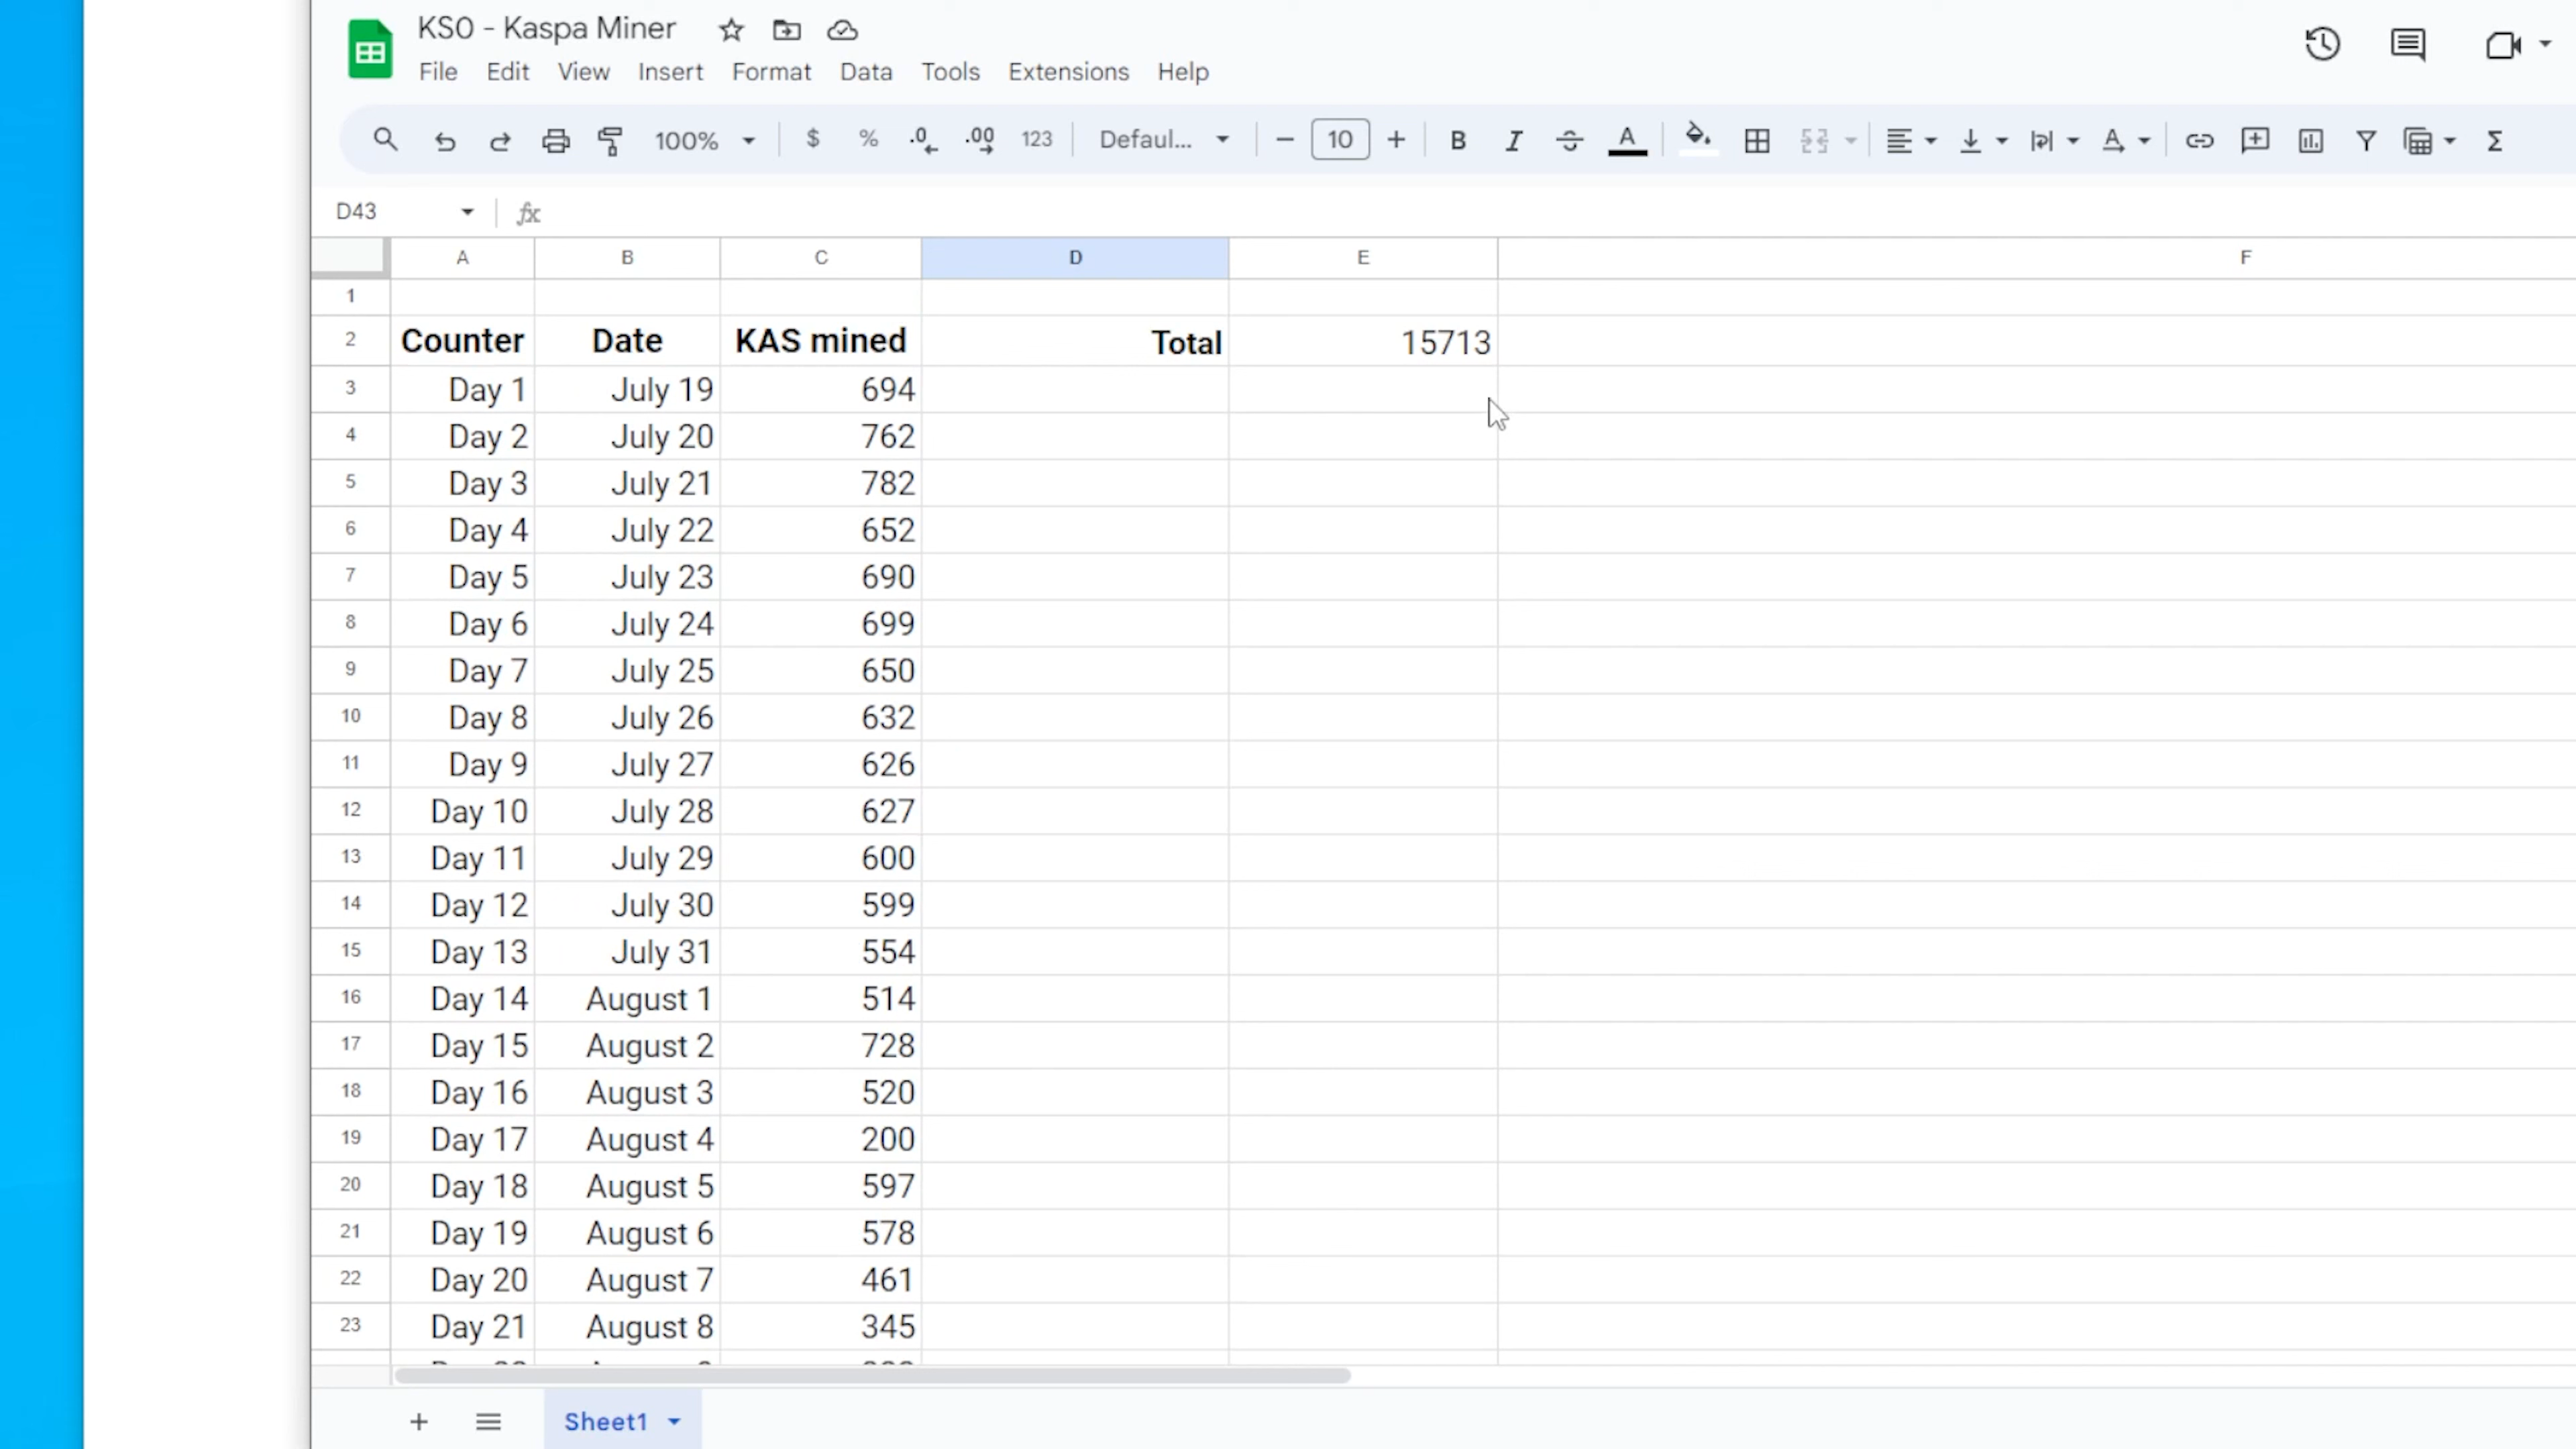 KS0 - Kaspa Miner
File Edit View Insert Format Data Tools Extensions Help
100% $ % .0 .00 123 Defaul... 10 B I A A Σ
D43 fx
A B C D E F
1
2 Counter Date KAS mined Total 15713
3 Day 1 July 19 694
4 Day 2 July 20 762
5 Day 3 July 21 782
6 Day 4 July 22 652
7 Day 5 July 23 690
8 Day 6 July 24 699
9 Day 7 July 25 650
10 Day 8 July 26 632
11 Day 9 July 27 626
12 Day 10 July 28 627
13 Day 11 July 29 600
14 Day 12 July 30 599
15 Day 13 July 31 554
16 Day 14 August 1 514
17 Day 15 August 2 728
18 Day 16 August 3 520
19 Day 17 August 4 200
20 Day 18 August 5 597
21 Day 19 August 6 578
22 Day 20 August 7 461
23 Day 21 August 8 345
Sheet1